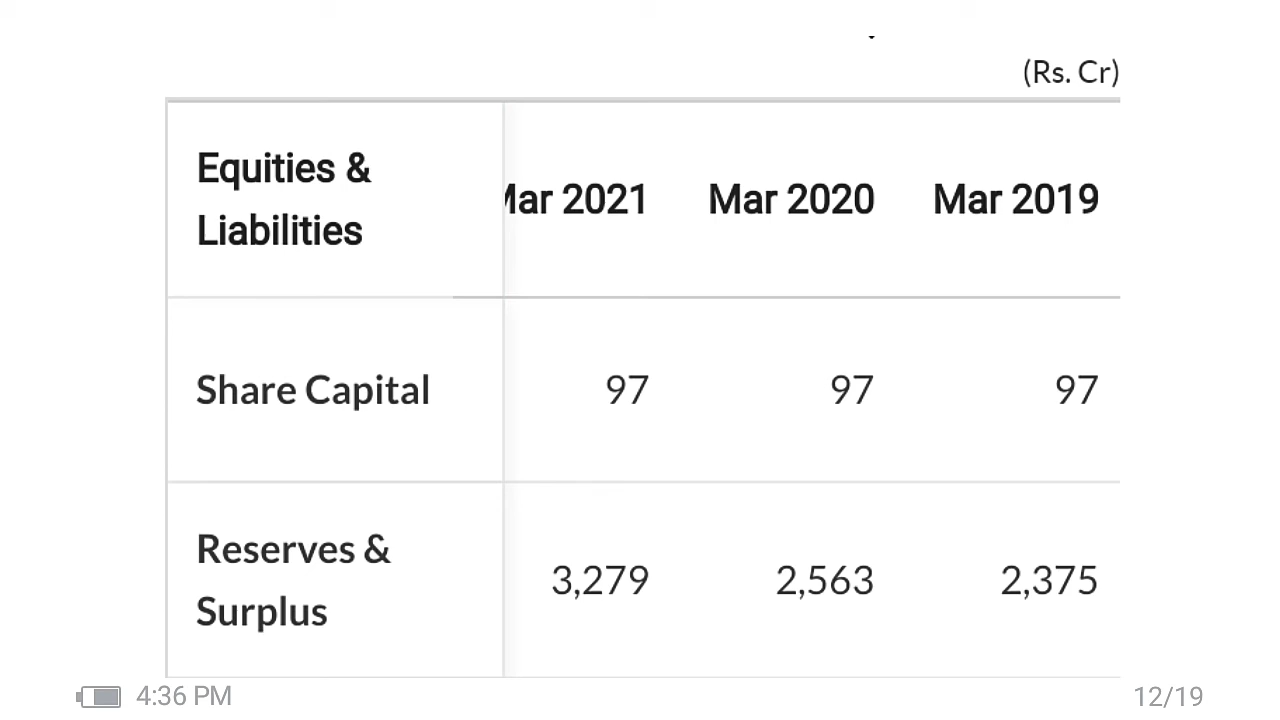 (Rs. Cr)
Equities &
Liabilities
Mar 2021 Mar 2020 Mar 2019
Share Capital 97 97 97
Reserves &
Surplus
3,279 2,563 2,375
4:36 PM 12/19